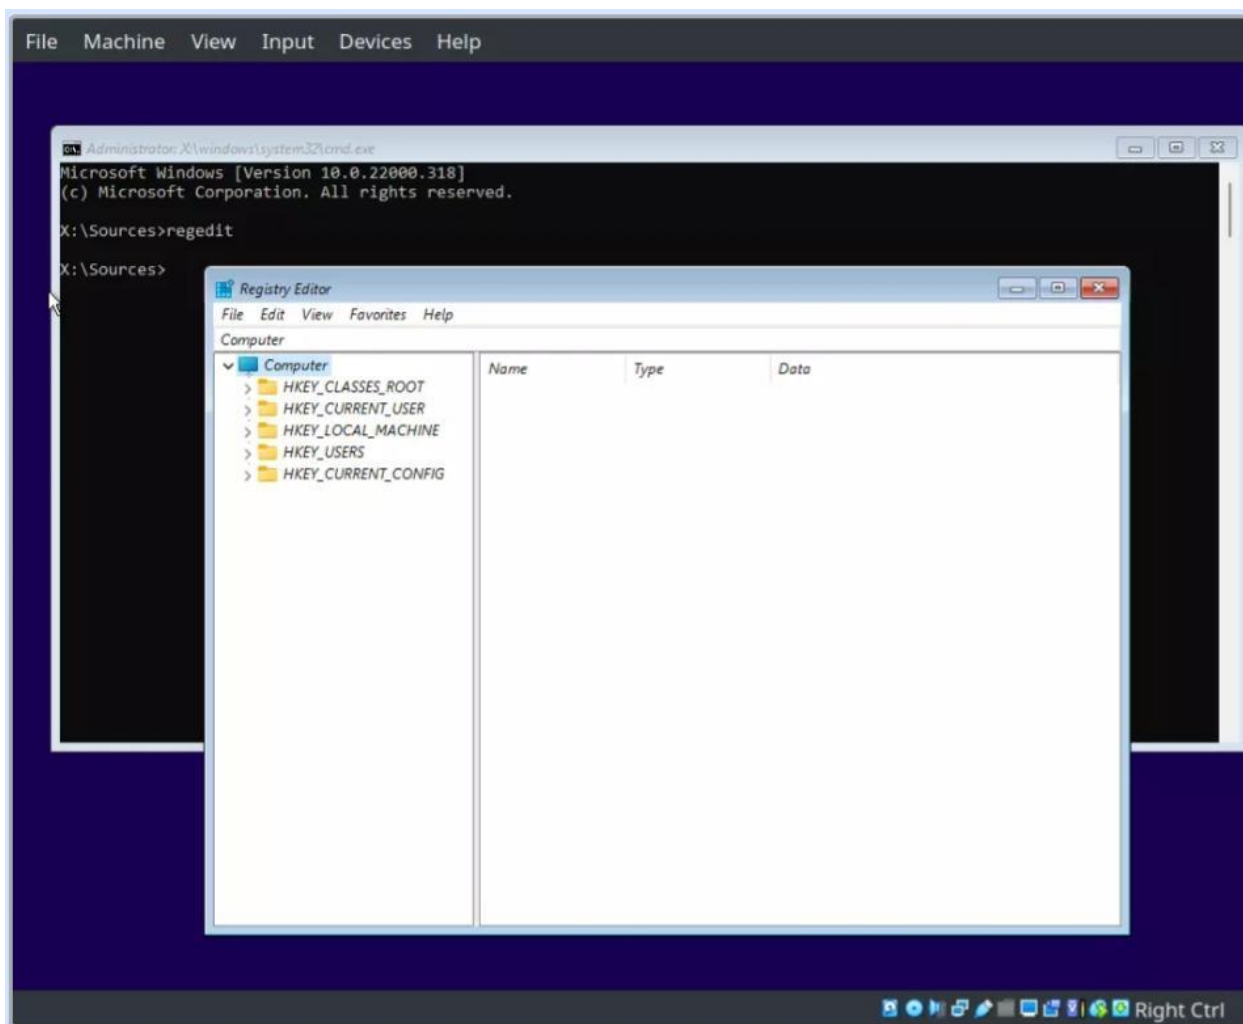 File Machine View Input Devices Help
Administrator: X:\windows\system32\cmd.exe
Microsoft Windows [Version 10.0.22000.318]
(c) Microsoft Corporation. All rights reserved.
X:\Sources>regedit
X:\Sources>
Registry Editor
File Edit View Favorites Help
Computer
Computer
Name Type Data
HKEY_CLASSES_ROOT
HKEY_CURRENT_USER
HKEY_LOCAL_MACHINE
HKEY_USERS
HKEY_CURRENT_CONFIG
Right Ctrl